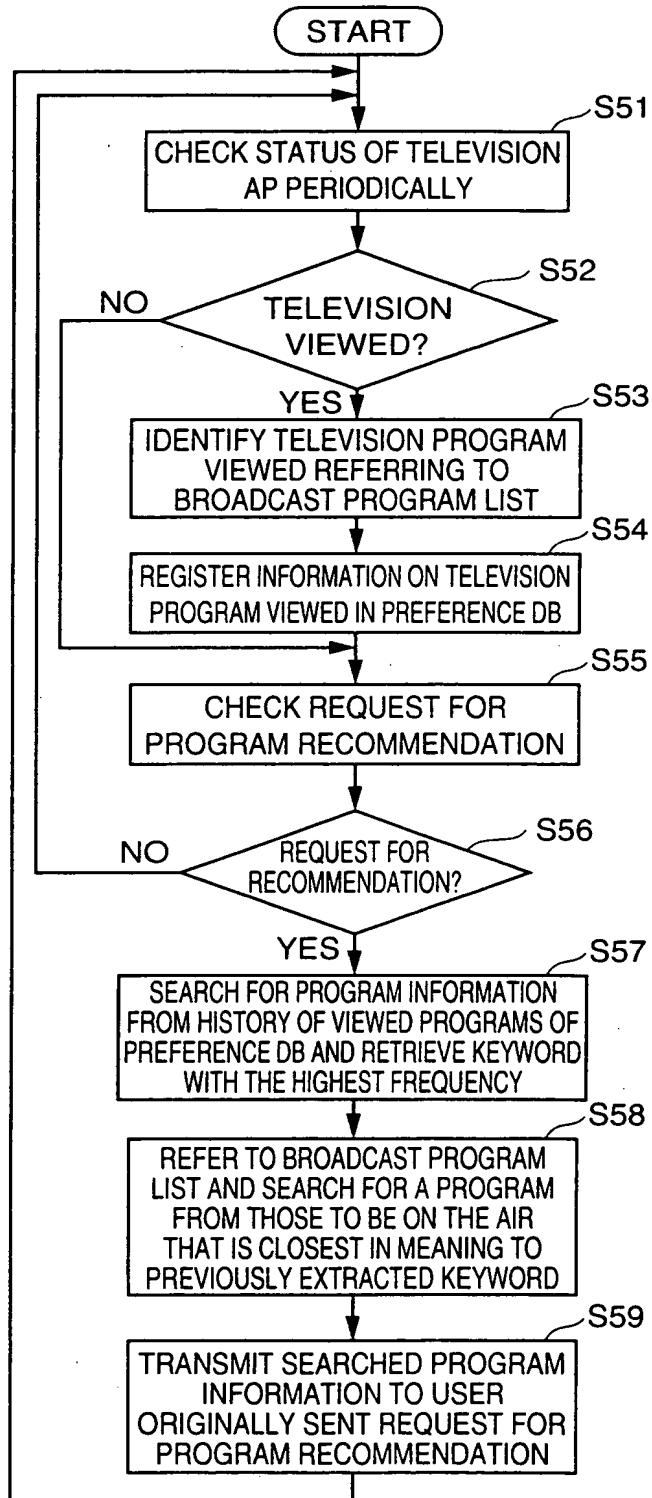 START
S51
CHECK STATUS OF TELEVISION
AP PERIODICALLY
S52
NO
TELEVISION
VIEWED?
YES
S53
IDENTIFY TELEVISION PROGRAM
VIEWED REFERRING TO
BROADCAST PROGRAM LIST
S54
REGISTER INFORMATION ON TELEVISION
PROGRAM VIEWED IN PREFERENCE DB
S55
CHECK REQUEST FOR
PROGRAM RECOMMENDATION
S56
NO
REQUEST FOR
RECOMMENDATION?
YES
S57
SEARCH FOR PROGRAM INFORMATION
FROM HISTORY OF VIEWED PROGRAMS OF
PREFERENCE DB AND RETRIEVE KEYWORD
WITH THE HIGHEST FREQUENCY
S58
REFER TO BROADCAST PROGRAM
LIST AND SEARCH FOR A PROGRAM
FROM THOSE TO BE ON THE AIR
THAT IS CLOSEST IN MEANING TO
PREVIOUSLY EXTRACTED KEYWORD
S59
TRANSMIT SEARCHED PROGRAM
INFORMATION TO USER
ORIGINALLY SENT REQUEST FOR
PROGRAM RECOMMENDATION